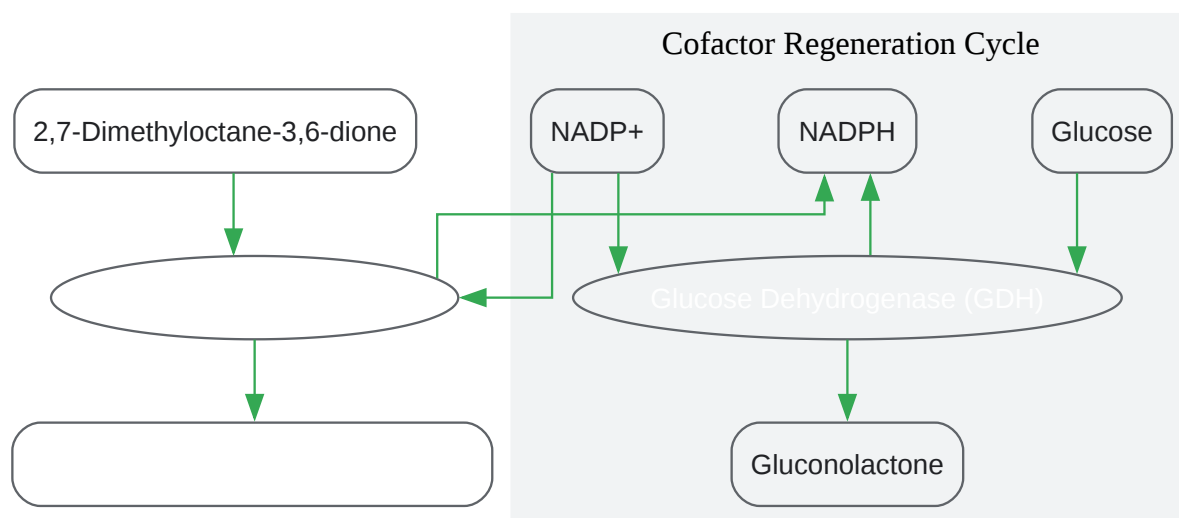 Cofactor Regeneration Cycle
2,7-Dimethyloctane-3,6-dione
NADP+
NADPH
Glucose
Glucose Dehydrogenase (GDH)
Gluconolactone